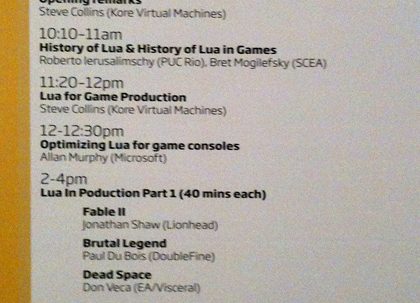 Opening remarks
Steve Collins (Kore Virtual Machines)
10:10-11am
History of Lua & History of Lua in Games
Roberto Ierusalimschy (PUC Rio), Bret Mogilefsky (SCEA)
11:20-12pm
Lua for Game Production
Steve Collins (Kore Virtual Machines)
12-12:30pm
Optimizing Lua for game consoles
Allan Murphy (Microsoft)
2-4pm
Lua In Poduction Part 1 (40 mins each)
Fable II
Jonathan Shaw (Lionhead)
Brutal Legend
Paul Du Bois (DoubleFine)
Dead Space
Don Veca (EA/Visceral)